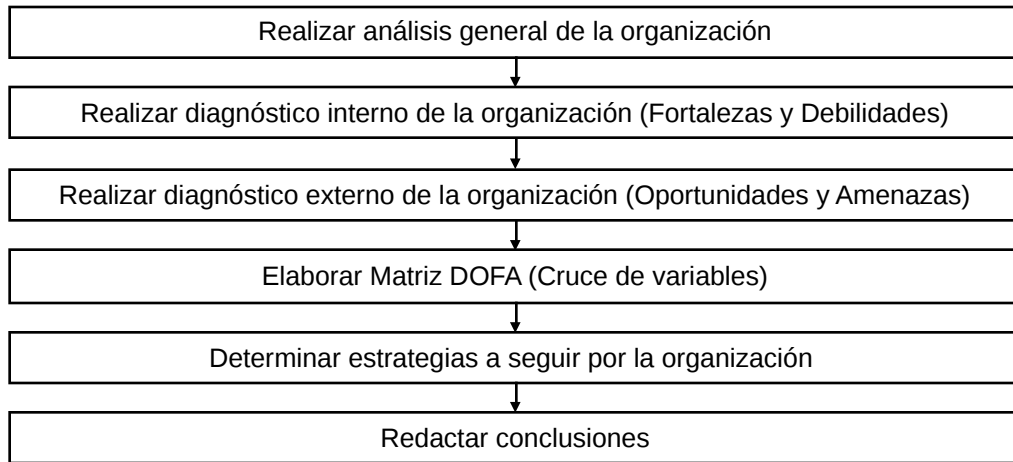 Realizar análisis general de la organización
Realizar diagnóstico interno de la organización (Fortalezas y Debilidades)
Realizar diagnóstico externo de la organización (Oportunidades y Amenazas)
Elaborar Matriz DOFA (Cruce de variables)
Determinar estrategias a seguir por la organización
Redactar conclusiones